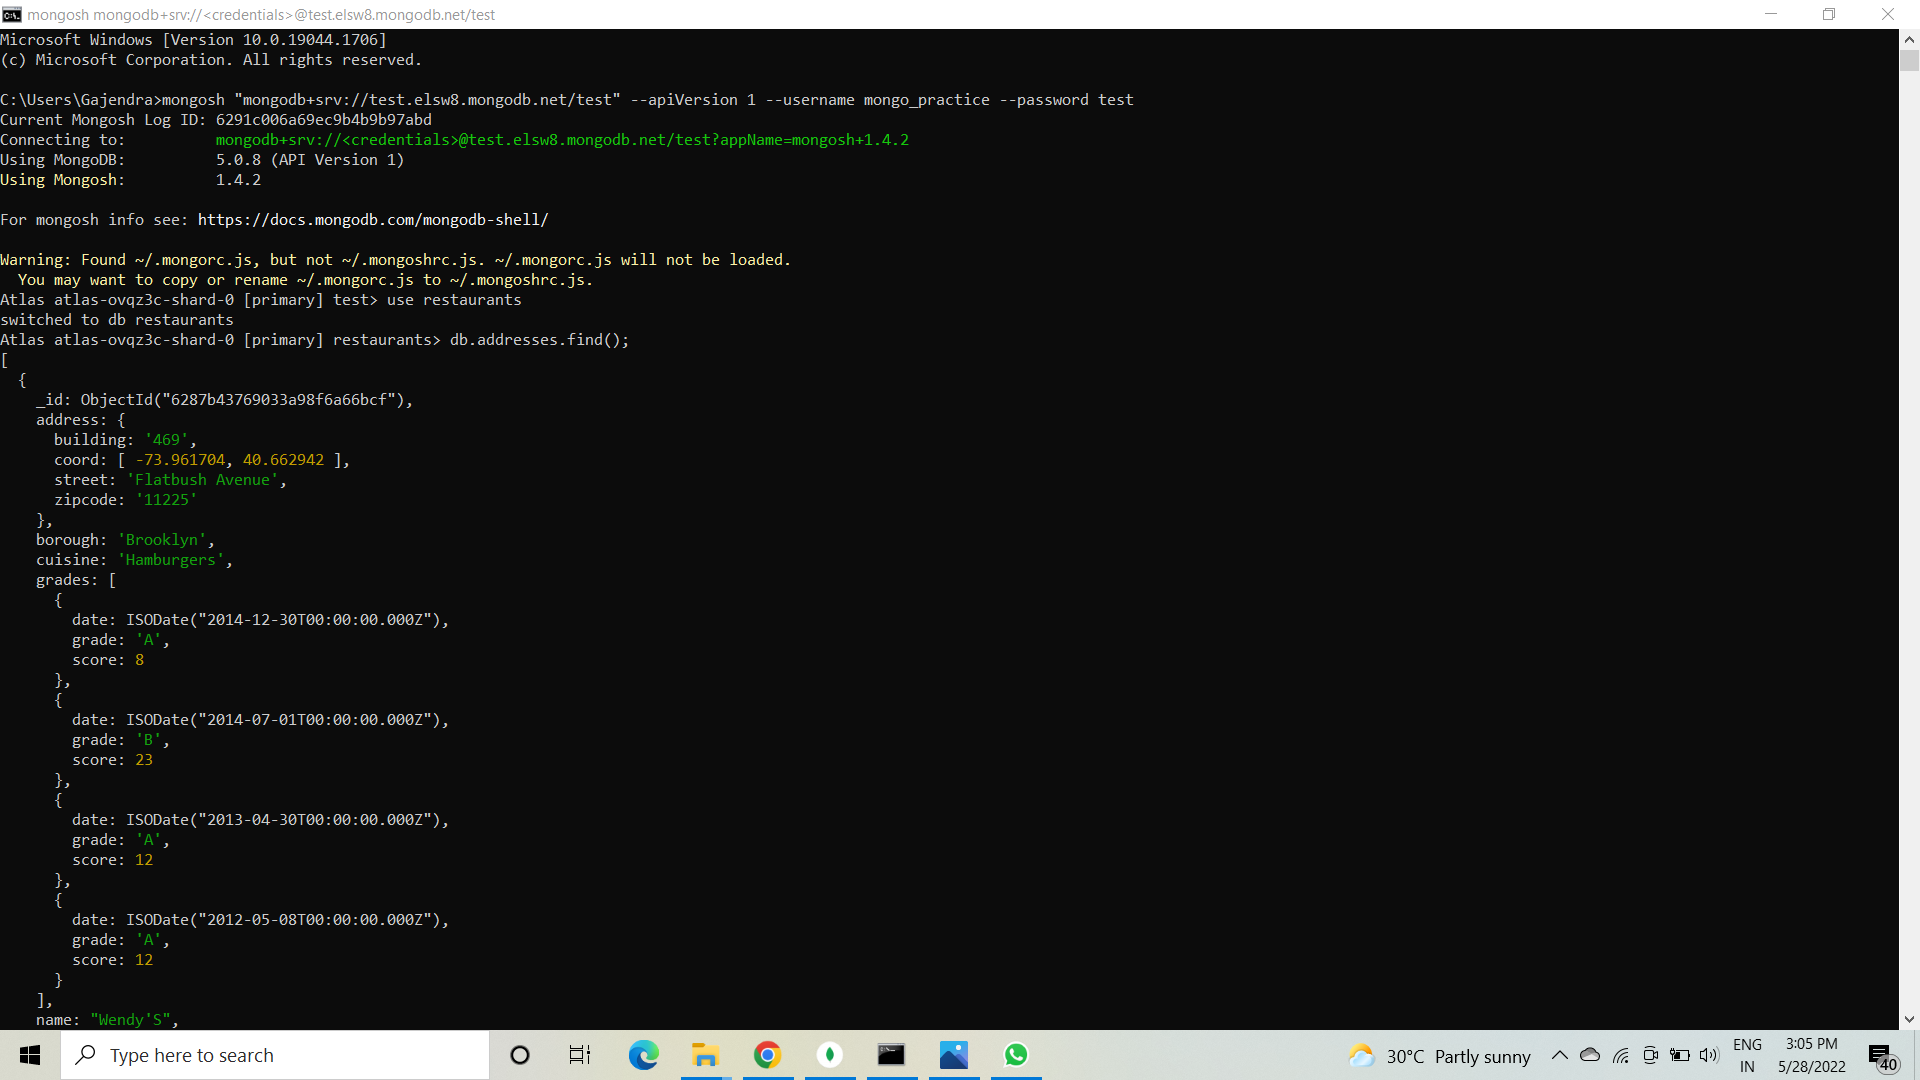 mongosh mongodb+srv://<credentials>@test.elsw8.mongodb.net/test
Microsoft Windows [Version 10.0.19044.1706]
(c) Microsoft Corporation. All rights reserved.
C:\Users\Gajendra>mongosh "mongodb+srv://test.elsw8.mongodb.net/test" --apiVersion 1 --username mongo_practice --password test
Current Mongosh Log ID: 6291c006a69ec9b4b9b97abd
Connecting to:          mongodb+srv://<credentials>@test.elsw8.mongodb.net/test?appName=mongosh+1.4.2
Using MongoDB:          5.0.8 (API Version 1)
Using Mongosh:          1.4.2
For mongosh info see: https://docs.mongodb.com/mongodb-shell/
Warning: Found ~/.mongorc.js, but not ~/.mongoshrc.js. ~/.mongorc.js will not be loaded.
  You may want to copy or rename ~/.mongorc.js to ~/.mongoshrc.js.
Atlas atlas-ovqz3c-shard-0 [primary] test> use restaurants
switched to db restaurants
Atlas atlas-ovqz3c-shard-0 [primary] restaurants> db.addresses.find();
[
  {
    _id: ObjectId("6287b43769033a98f6a66bcf"),
    address: {
      building: '469',
      coord: [ -73.961704, 40.662942 ],
      street: 'Flatbush Avenue',
      zipcode: '11225'
    },
    borough: 'Brooklyn',
    cuisine: 'Hamburgers',
    grades: [
      {
        date: ISODate("2014-12-30T00:00:00.000Z"),
        grade: 'A',
        score: 8
      },
      {
        date: ISODate("2014-07-01T00:00:00.000Z"),
        grade: 'B',
        score: 23
      },
      {
        date: ISODate("2013-04-30T00:00:00.000Z"),
        grade: 'A',
        score: 12
      },
      {
        date: ISODate("2012-05-08T00:00:00.000Z"),
        grade: 'A',
        score: 12
      }
    ],
    name: "Wendy'S",
Type here to search
30°C Partly sunny
ENG
IN
3:05 PM
5/28/2022
40